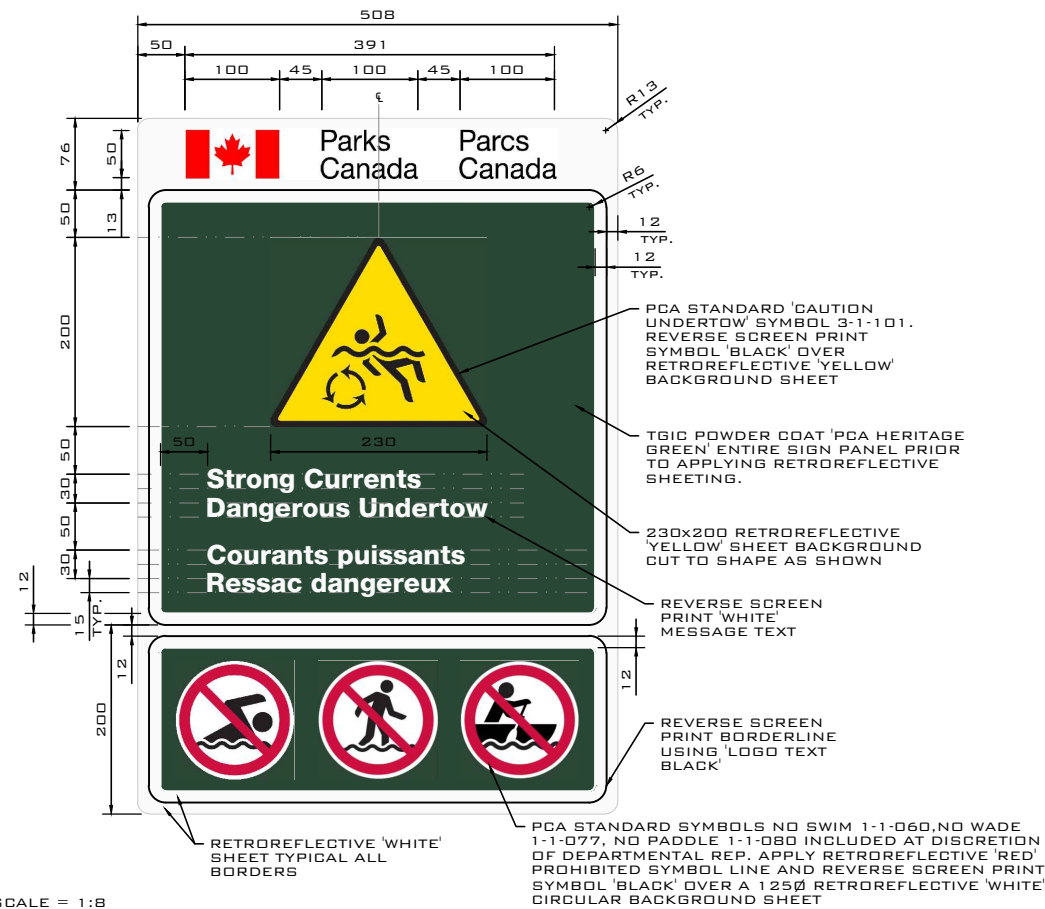 508
50
391
100
45
100
45
100
℄
R13
TYP.
76
50
Parks
Canada
Parcs
Canada
R6
TYP.
50
13
12
TYP.
12
TYP.
200
PCA STANDARD 'CAUTION
UNDERTOW' SYMBOL 3-1-101.
REVERSE SCREEN PRINT
SYMBOL 'BLACK' OVER
RETROREFLECTIVE 'YELLOW'
BACKGROUND SHEET
TGIC POWDER COAT 'PCA HERITAGE
GREEN' ENTIRE SIGN PANEL PRIOR
TO APPLYING RETROREFLECTIVE
SHEETING.
50
50
230
30
Strong Currents
Dangerous Undertow
50
30
Courants puissants
Ressac dangereux
230x200 RETROREFLECTIVE
'YELLOW' SHEET BACKGROUND
CUT TO SHAPE AS SHOWN
12
15
TYP.
REVERSE SCREEN
PRINT 'WHITE'
MESSAGE TEXT
12
12
200
REVERSE SCREEN
PRINT BORDERLINE
USING 'LOGO TEXT
BLACK'
RETROREFLECTIVE 'WHITE'
SHEET TYPICAL ALL
BORDERS
PCA STANDARD SYMBOLS NO SWIM 1-1-060,NO WADE
1-1-077, NO PADDLE 1-1-080 INCLUDED AT DISCRETION
OF DEPARTMENTAL REP. APPLY RETROREFLECTIVE 'RED'
PROHIBITED SYMBOL LINE AND REVERSE SCREEN PRINT
SYMBOL 'BLACK' OVER A 125Ø RETROREFLECTIVE 'WHITE'
CIRCULAR BACKGROUND SHEET
SCALE = 1:8